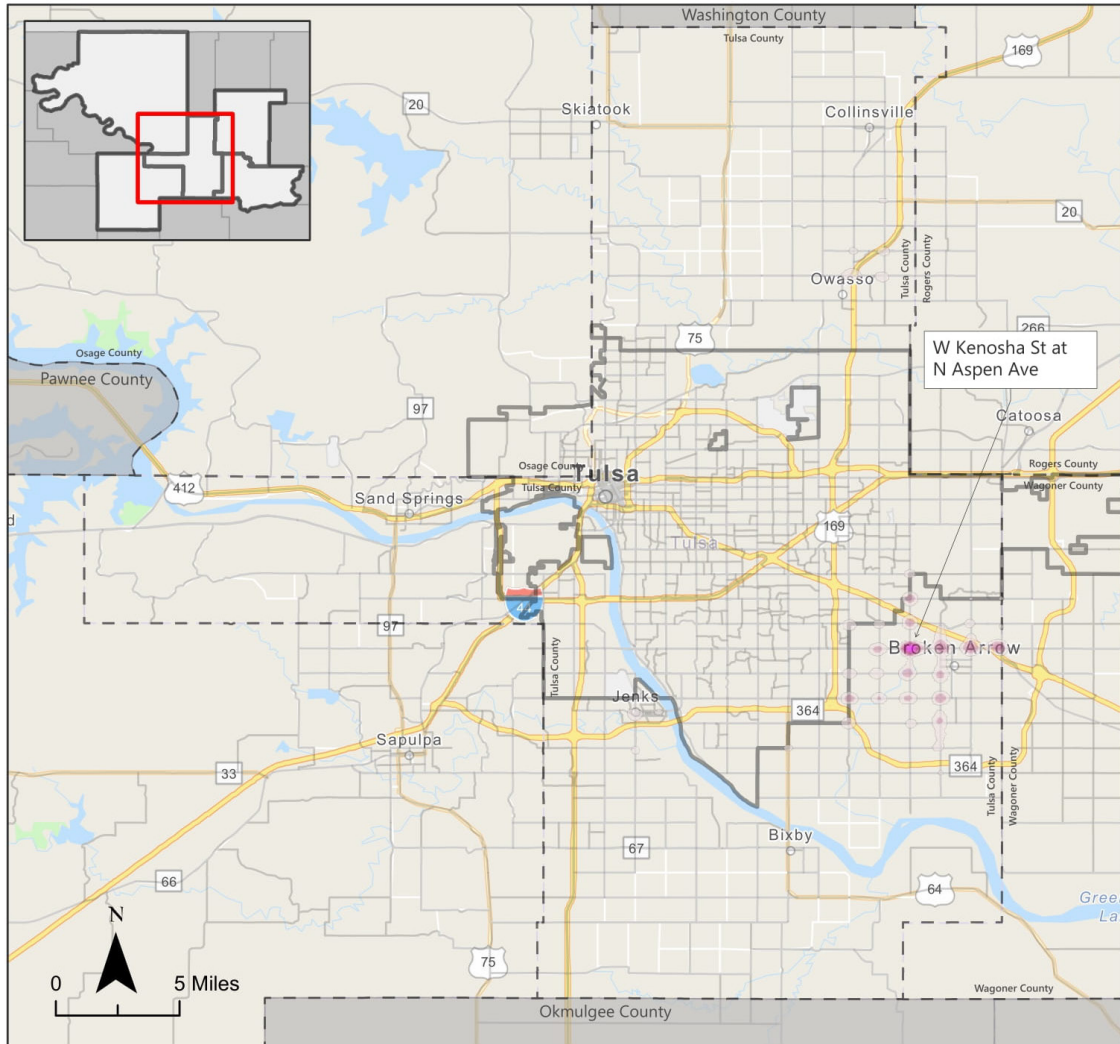 Washington County
Tulsa County
169
20
Skiatook
Collinsville
20
Owasso
Tulsa County
Rogers County
75
266
W Kenosha St at
N Aspen Ave
Osage County
Pawnee County
97
Catoosa
Osage County
Tulsa
Tulsa County
Rogers County
Wagoner County
412
Sand Springs
169
Tulsa
44
97
Tulsa County
Broken Arrow
Jenks
364
Sapulpa
33
364
Tulsa County
Wagoner County
Bixby
67
66
64
N
0 5 Miles
75
Wagoner County
Okmulgee County